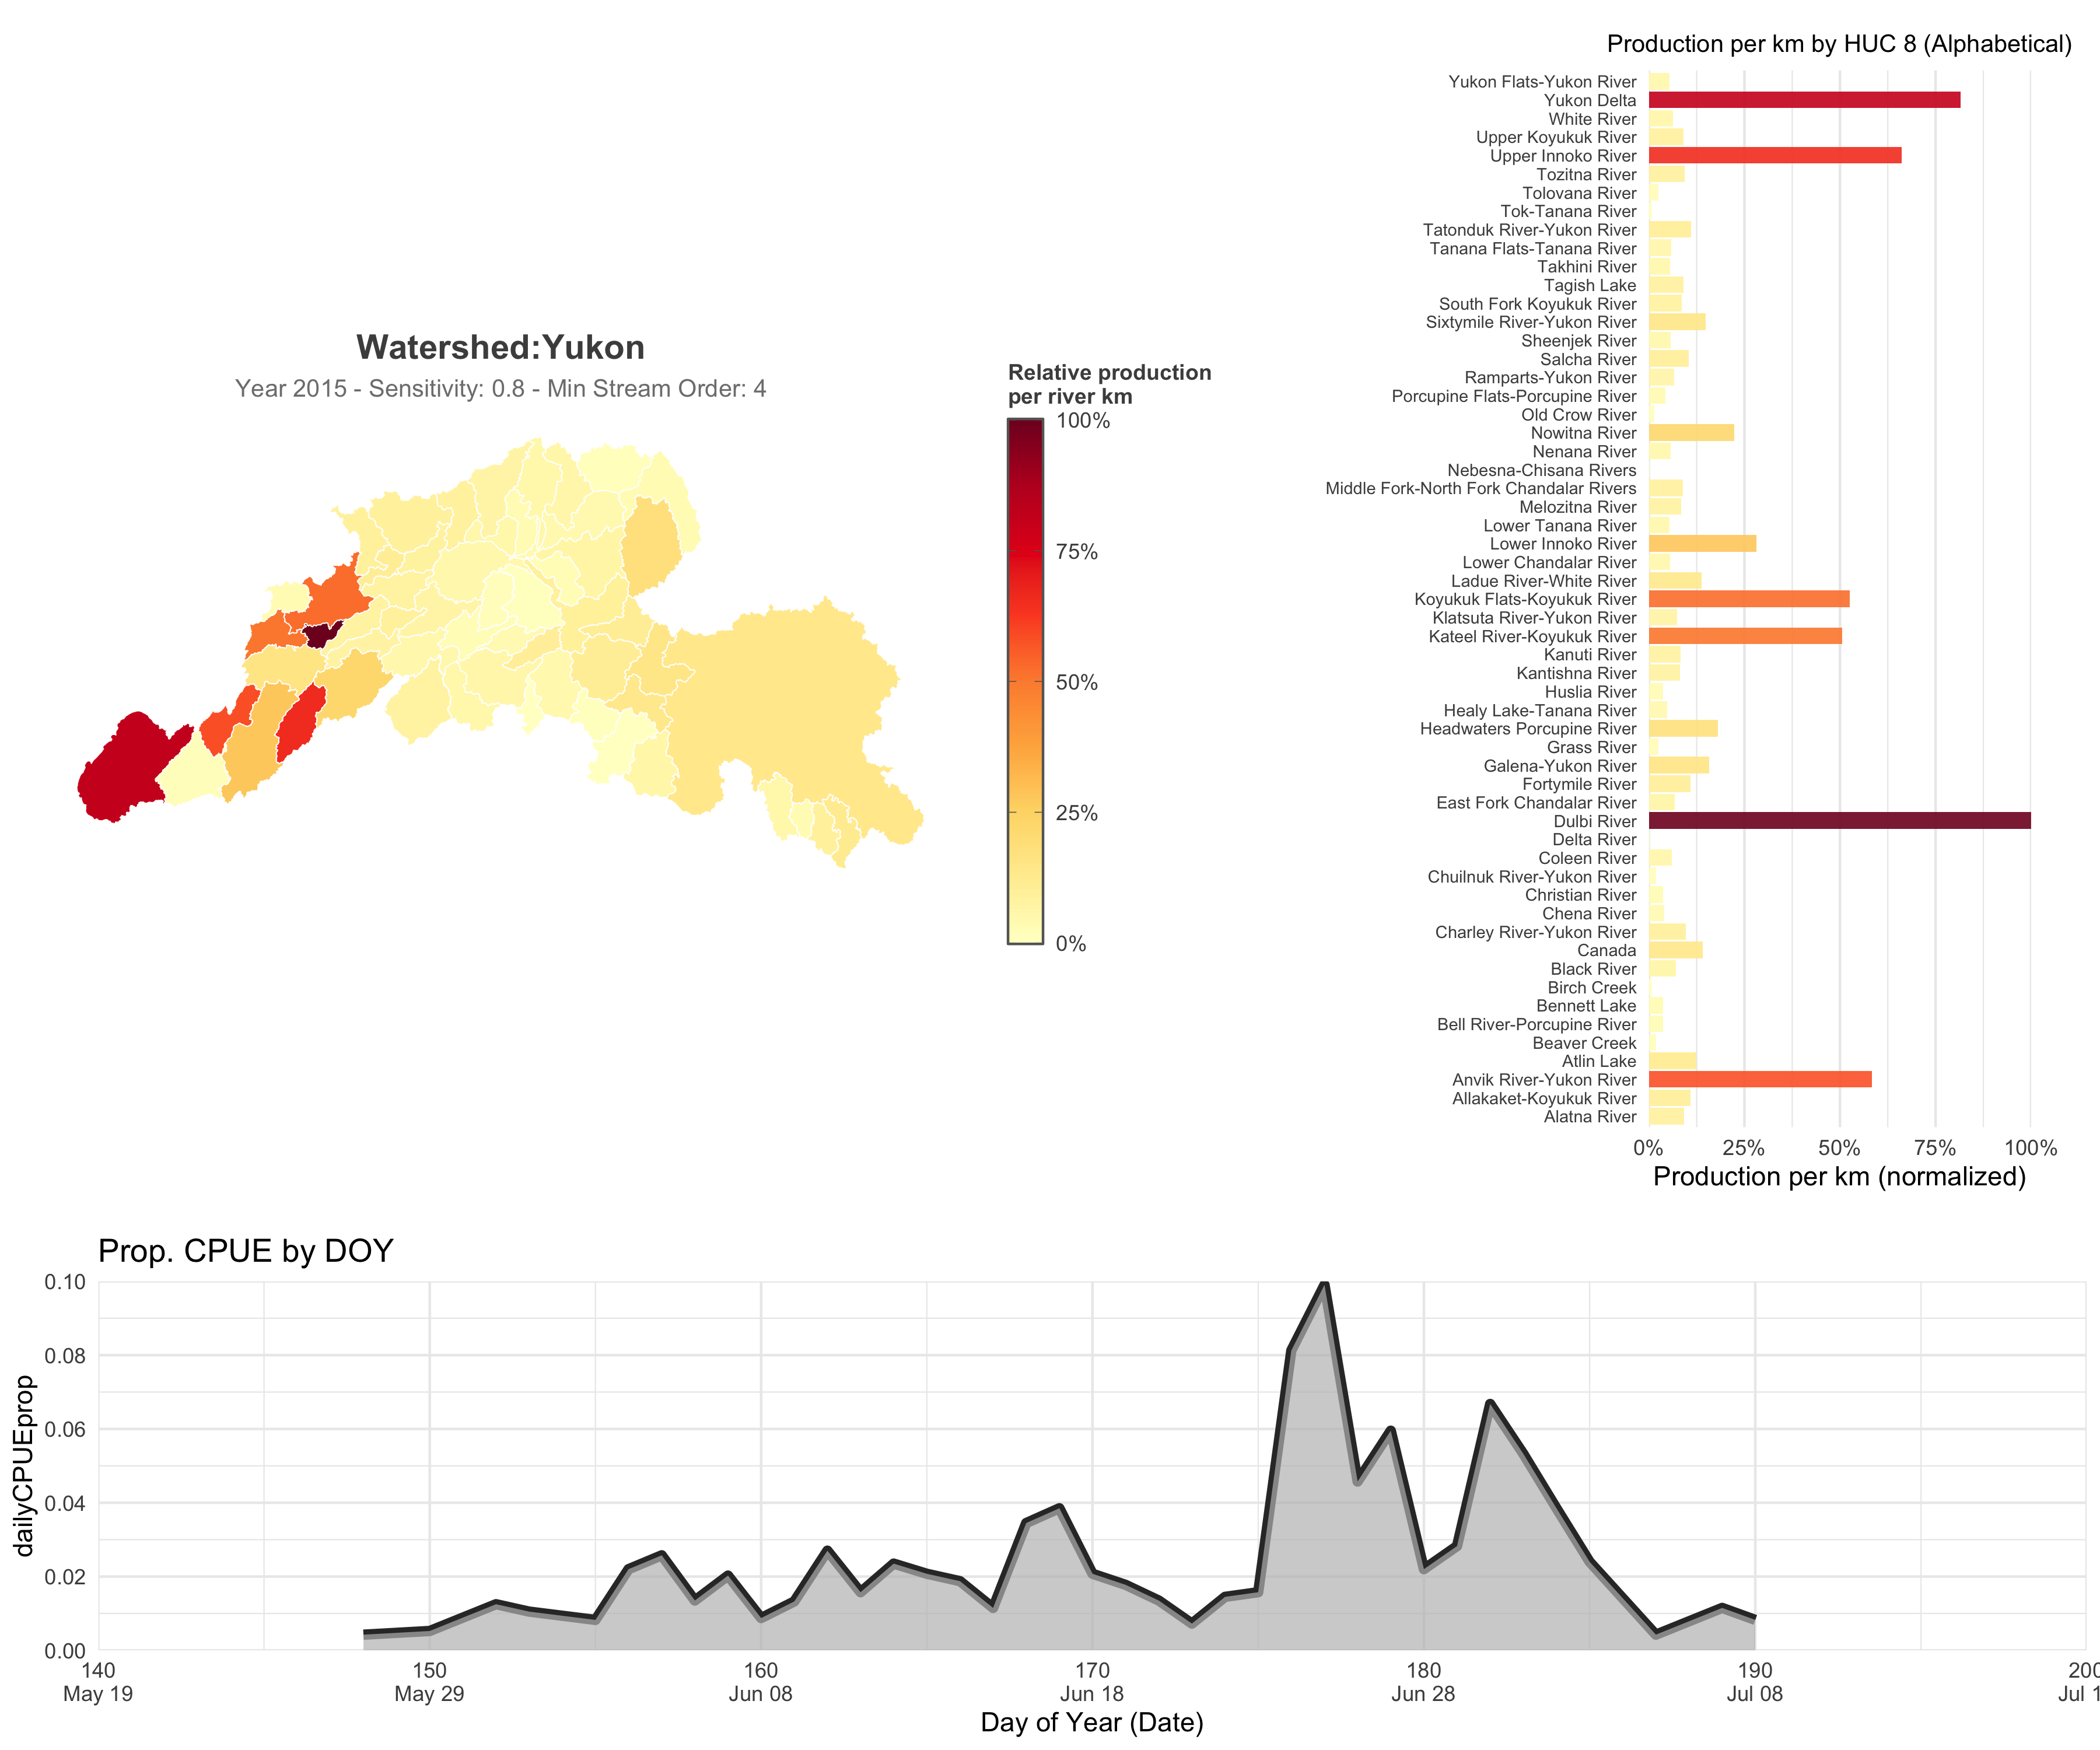 Production per km by HUC 8 (Alphabetical)
Yukon Flats-Yukon River
Yukon Delta
White River
Upper Koyukuk River
Upper Innoko River
Tozitna River
Tolovana River
Tok-Tanana River
Tatonduk River-Yukon River
Tanana Flats-Tanana River
Takhini River
Tagish Lake
South Fork Koyukuk River
Sixtymile River-Yukon River
Sheenjek River
Salcha River
Ramparts-Yukon River
Porcupine Flats-Porcupine River
Old Crow River
Nowitna River
Nenana River
Nebesna-Chisana Rivers
Middle Fork-North Fork Chandalar Rivers
Melozitna River
Lower Tanana River
Lower Innoko River
Lower Chandalar River
Ladue River-White River
Koyukuk Flats-Koyukuk River
Klatsuta River-Yukon River
Kateel River-Koyukuk River
Kanuti River
Kantishna River
Huslia River
Healy Lake-Tanana River
Headwaters Porcupine River
Grass River
Galena-Yukon River
Fortymile River
East Fork Chandalar River
Dulbi River
Delta River
Coleen River
Chuilnuk River-Yukon River
Christian River
Chena River
Charley River-Yukon River
Canada
Black River
Birch Creek
Bennett Lake
Bell River-Porcupine River
Beaver Creek
Atlin Lake
Anvik River-Yukon River
Allakaket-Koyukuk River
Alatna River
0% 25% 50% 75% 100%
Production per km (normalized)
Watershed:Yukon
Year 2015 - Sensitivity: 0.8 - Min Stream Order: 4
Relative production
per river km
100%
75%
50%
25%
0%
Prop. CPUE by DOY
dailyCPUEprop
0.10
0.08
0.06
0.04
0.02
0.00
140 150 160 170 180 190 200
May 19 May 29 Jun 08 Jun 18 Jun 28 Jul 08 Jul 1
Day of Year (Date)